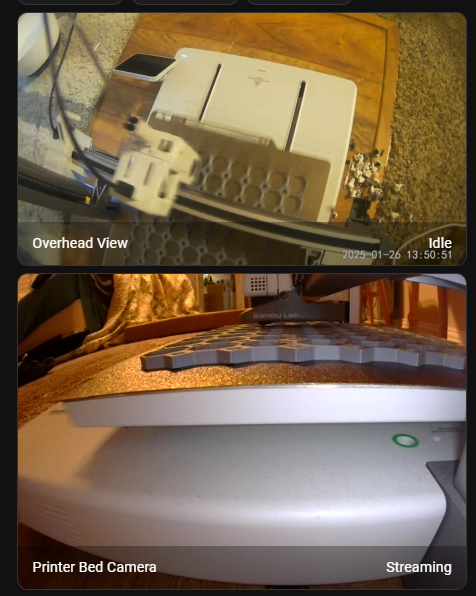 Overhead View
Idle
2025-01-26 13:50:51
Bambu Lab
Printer Bed Camera
Streaming